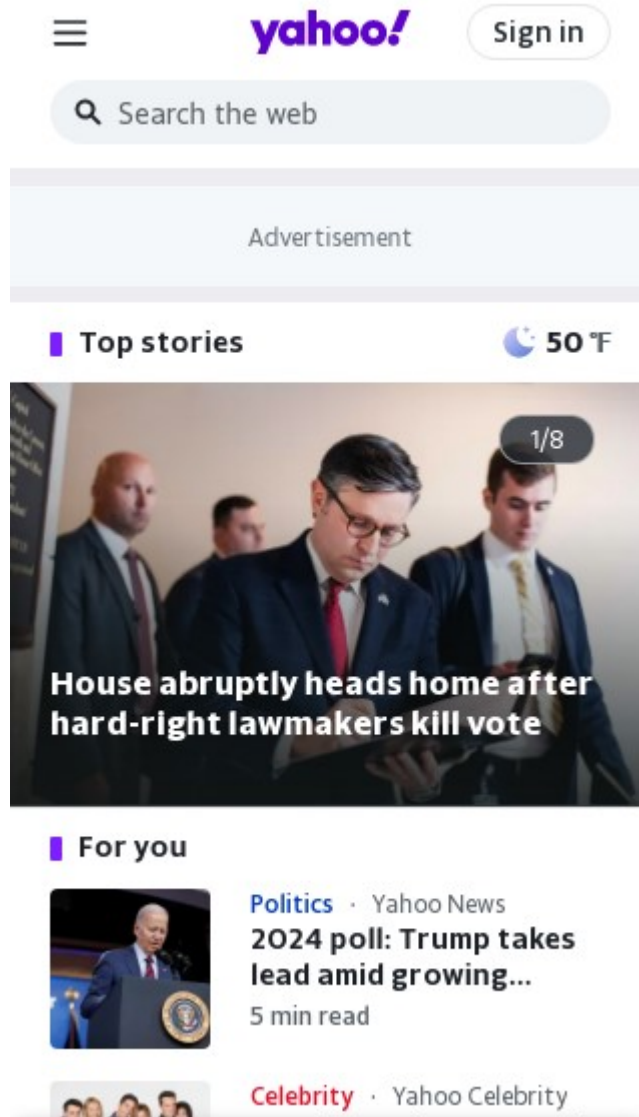 yahoo!
Sign in
Search the web
Advertisement
Top stories
50 °F
1/8
House abruptly heads home after
hard-right lawmakers kill vote
For you
Politics · Yahoo News
2024 poll: Trump takes
lead amid growing...
5 min read
Celebrity · Yahoo Celebrity